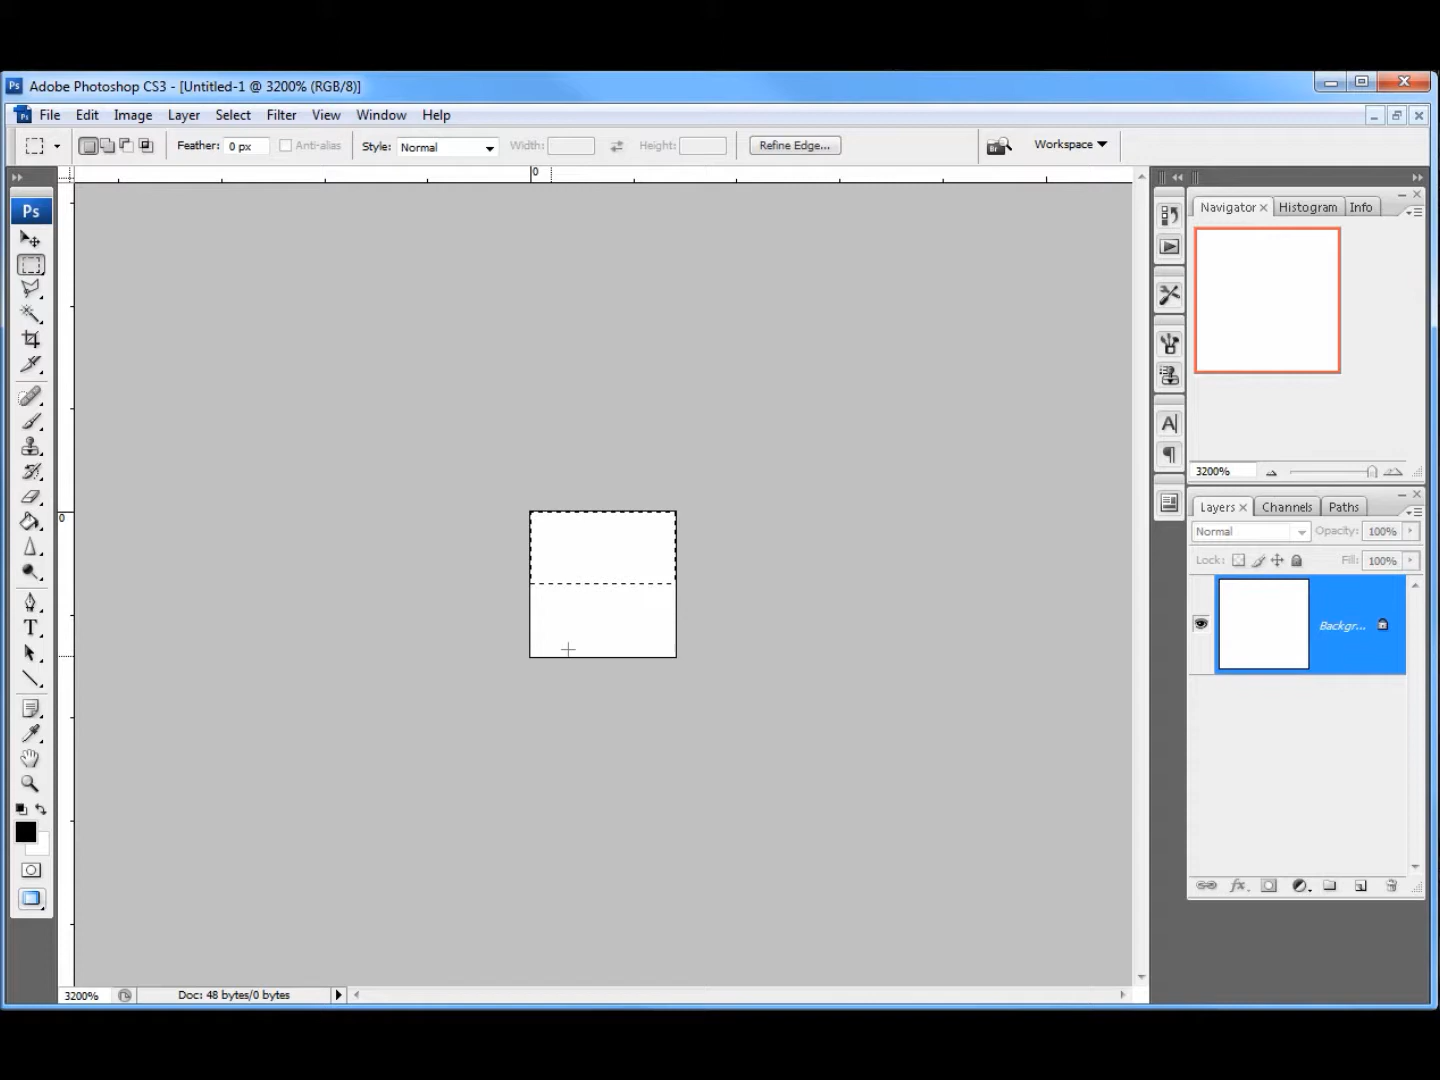 Adobe Photoshop CS3 - [Untitled-1 @ 3200% (RGB/8)]
File Edit Image Layer Select Filter View Window Help
Feather: 0 px Anti-alias Style: Normal Width: Height: Refine Edge... Workspace
0
Ps
Navigator Histogram Info
3200%
0
Layers Channels Paths
Normal Opacity: 100%
Lock: Fill: 100%
Backgr...
3200% Doc: 48 bytes/0 bytes